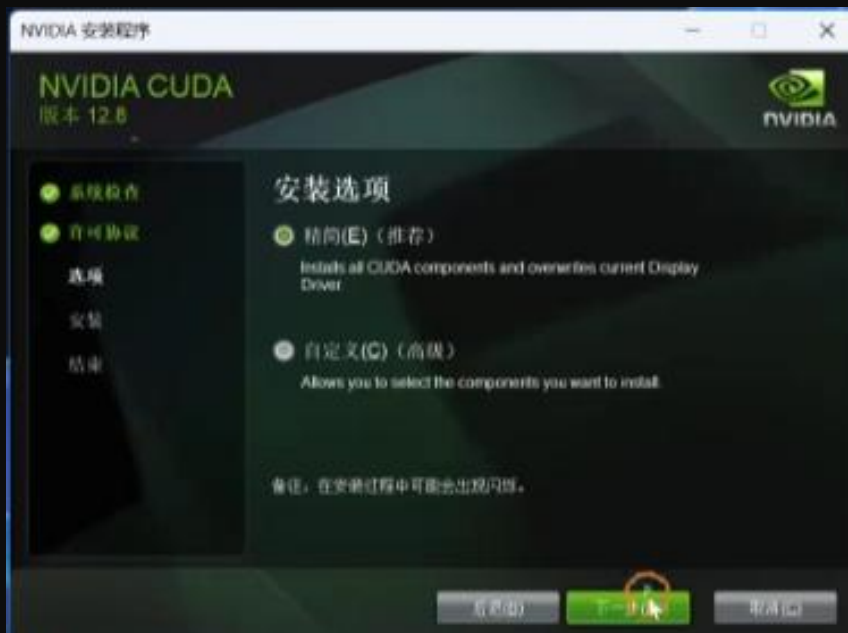 NVIDIA 安装程序
NVIDIA CUDA
版本 12.8
NVIDIA
系统检查
许可协议
选项
安装
结束
安装选项
精简(E)（推荐）
Installs all CUDA components and overwrites current Display
Driver
自定义(C)（高级）
Allows you to select the components you want to install.
备注：在安装过程中可能会出现闪烁。
后退(B)
下一步
取消(C)